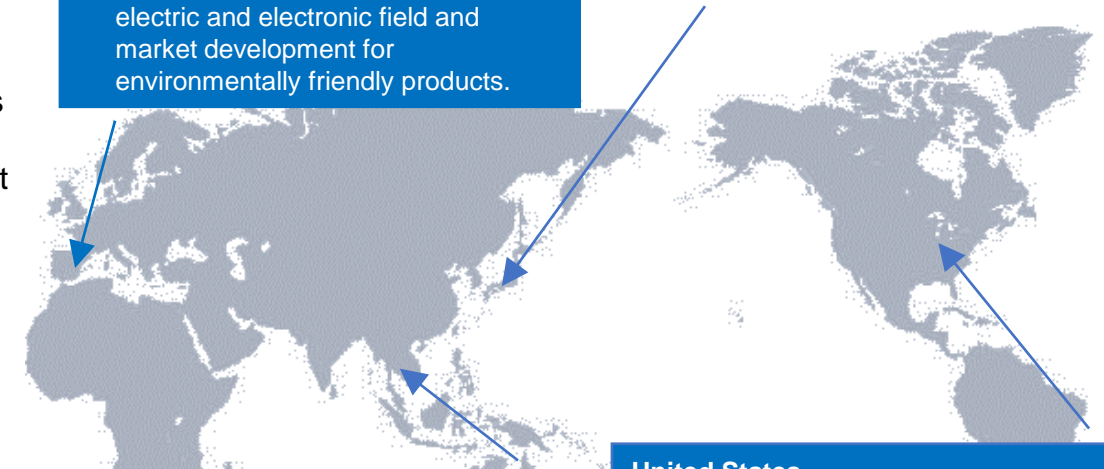 electric and electronic field and
market development for
environmentally friendly products.
s
t
United States